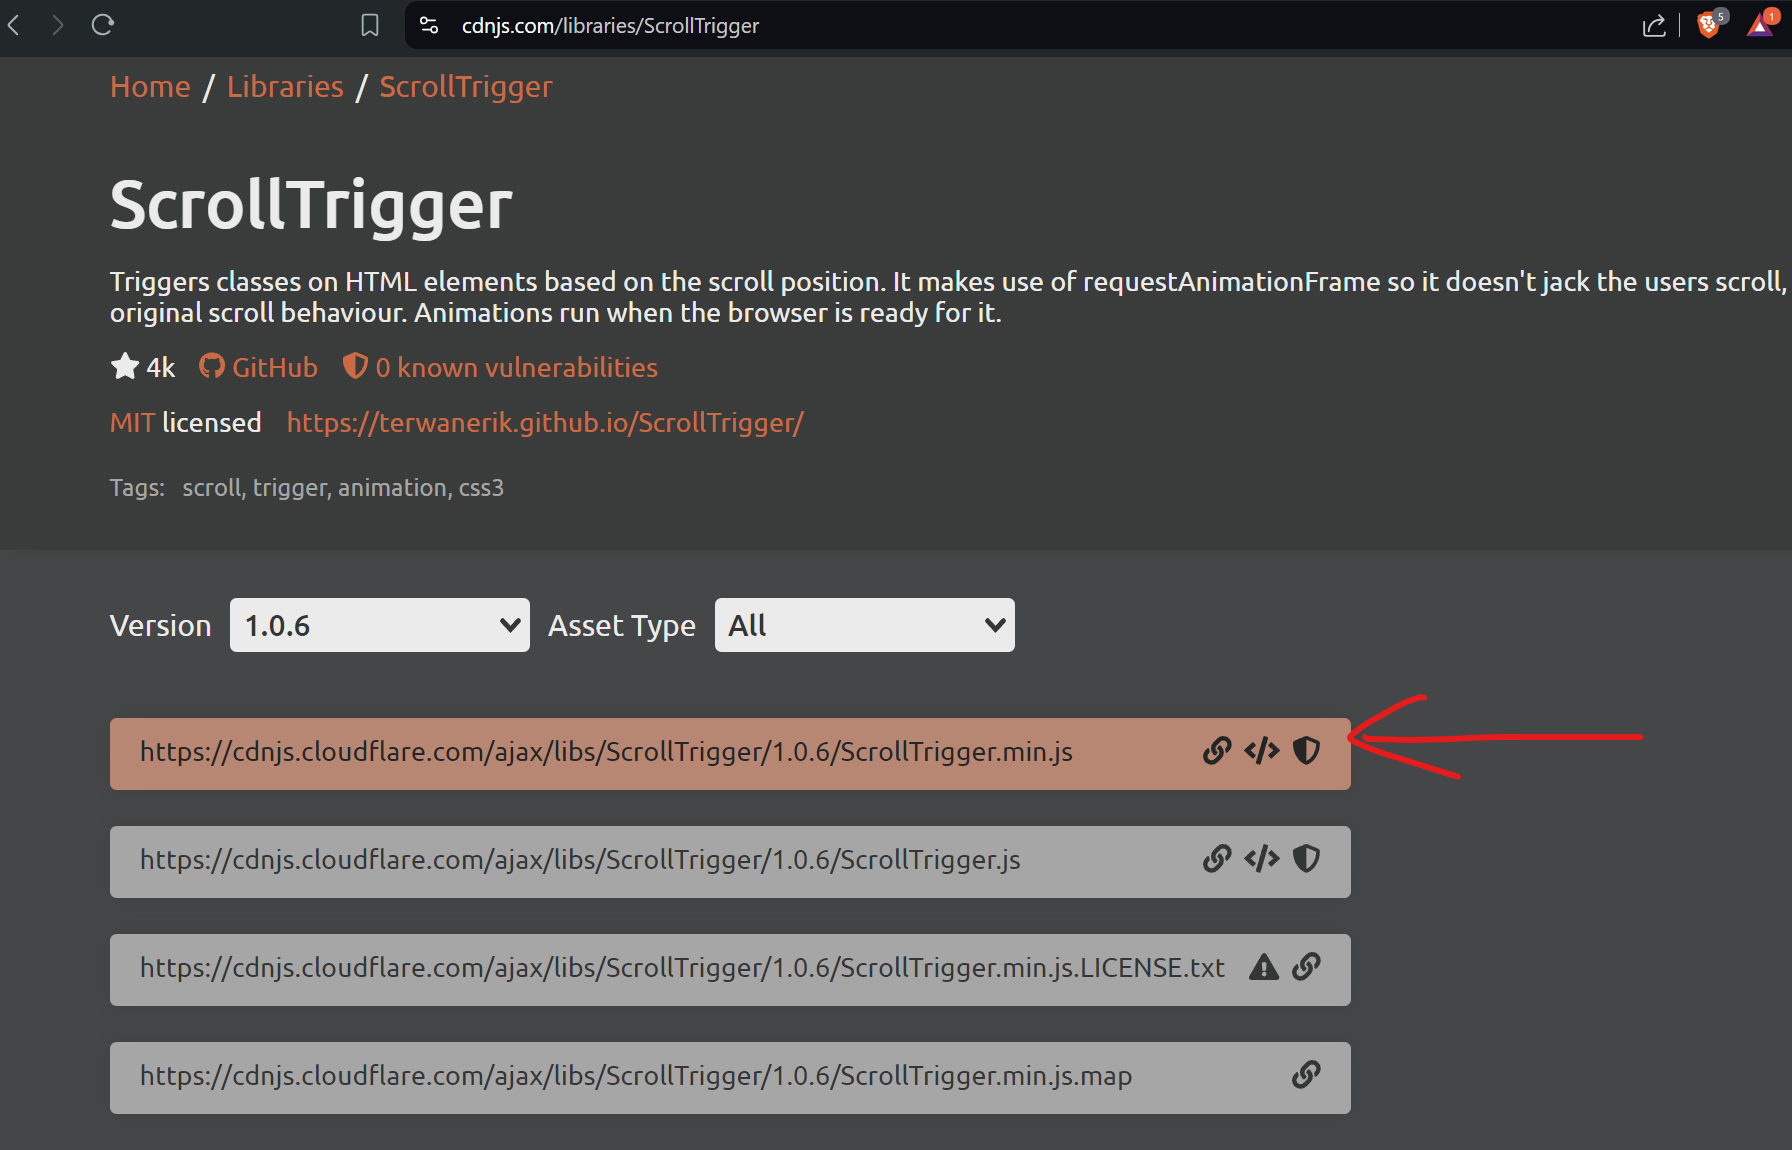 cdnjs.com/libraries/ScrollTrigger
5
1
Home / Libraries / ScrollTrigger
ScrollTrigger
Triggers classes on HTML elements based on the scroll position. It makes use of requestAnimationFrame so it doesn't jack the users scroll,
original scroll behaviour. Animations run when the browser is ready for it.
4k GitHub 0 known vulnerabilities
MIT licensed https://terwanerik.github.io/ScrollTrigger/
Tags: scroll, trigger, animation, css3
Version 1.0.6 Asset Type All
https://cdnjs.cloudflare.com/ajax/libs/ScrollTrigger/1.0.6/ScrollTrigger.min.js
https://cdnjs.cloudflare.com/ajax/libs/ScrollTrigger/1.0.6/ScrollTrigger.js
https://cdnjs.cloudflare.com/ajax/libs/ScrollTrigger/1.0.6/ScrollTrigger.min.js.LICENSE.txt
https://cdnjs.cloudflare.com/ajax/libs/ScrollTrigger/1.0.6/ScrollTrigger.min.js.map